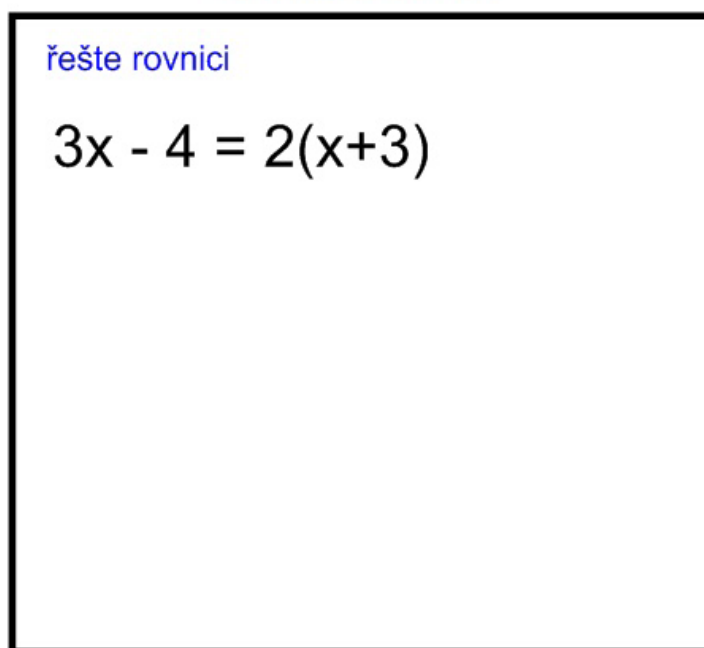 řešte rovnici
3x - 4 = 2(x+3)